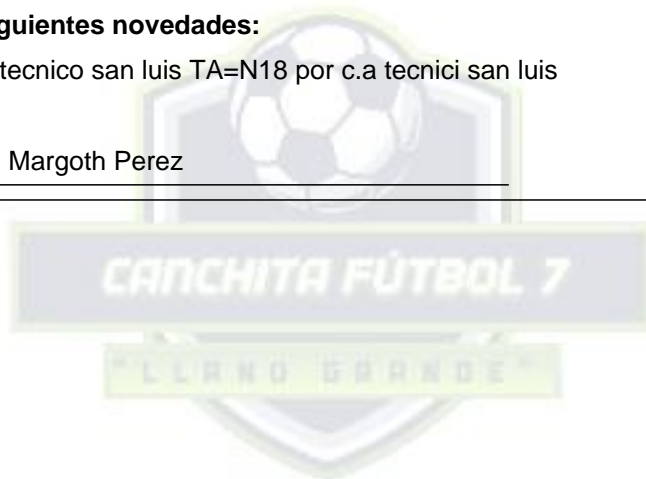 guientes novedades:
tecnico san luis TA=N18 por c.a tecnici san luis
Margoth Perez
CANCHITA FÚTBOL 7
"LLANO GRANDE"